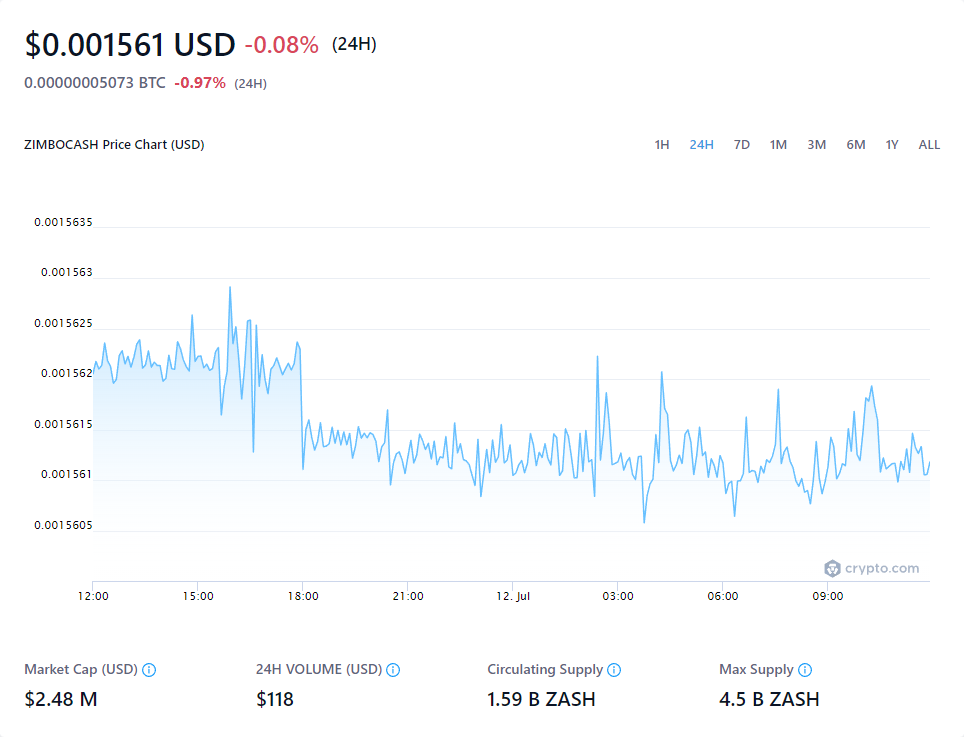 $0.001561 USD -0.08% (24H)
0.00000005073 BTC -0.97% (24H)
ZIMBOCASH Price Chart (USD)
1H 24H 7D 1M 3M 6M 1Y ALL
0.0015635
0.001563
0.0015625
0.001562
0.0015615
0.001561
0.0015605
crypto.com
12:00 15:00 18:00 21:00 12. Jul 03:00 06:00 09:00
Market Cap (USD) 24H VOLUME (USD) Circulating Supply Max Supply
$2.48 M $118 1.59 B ZASH 4.5 B ZASH